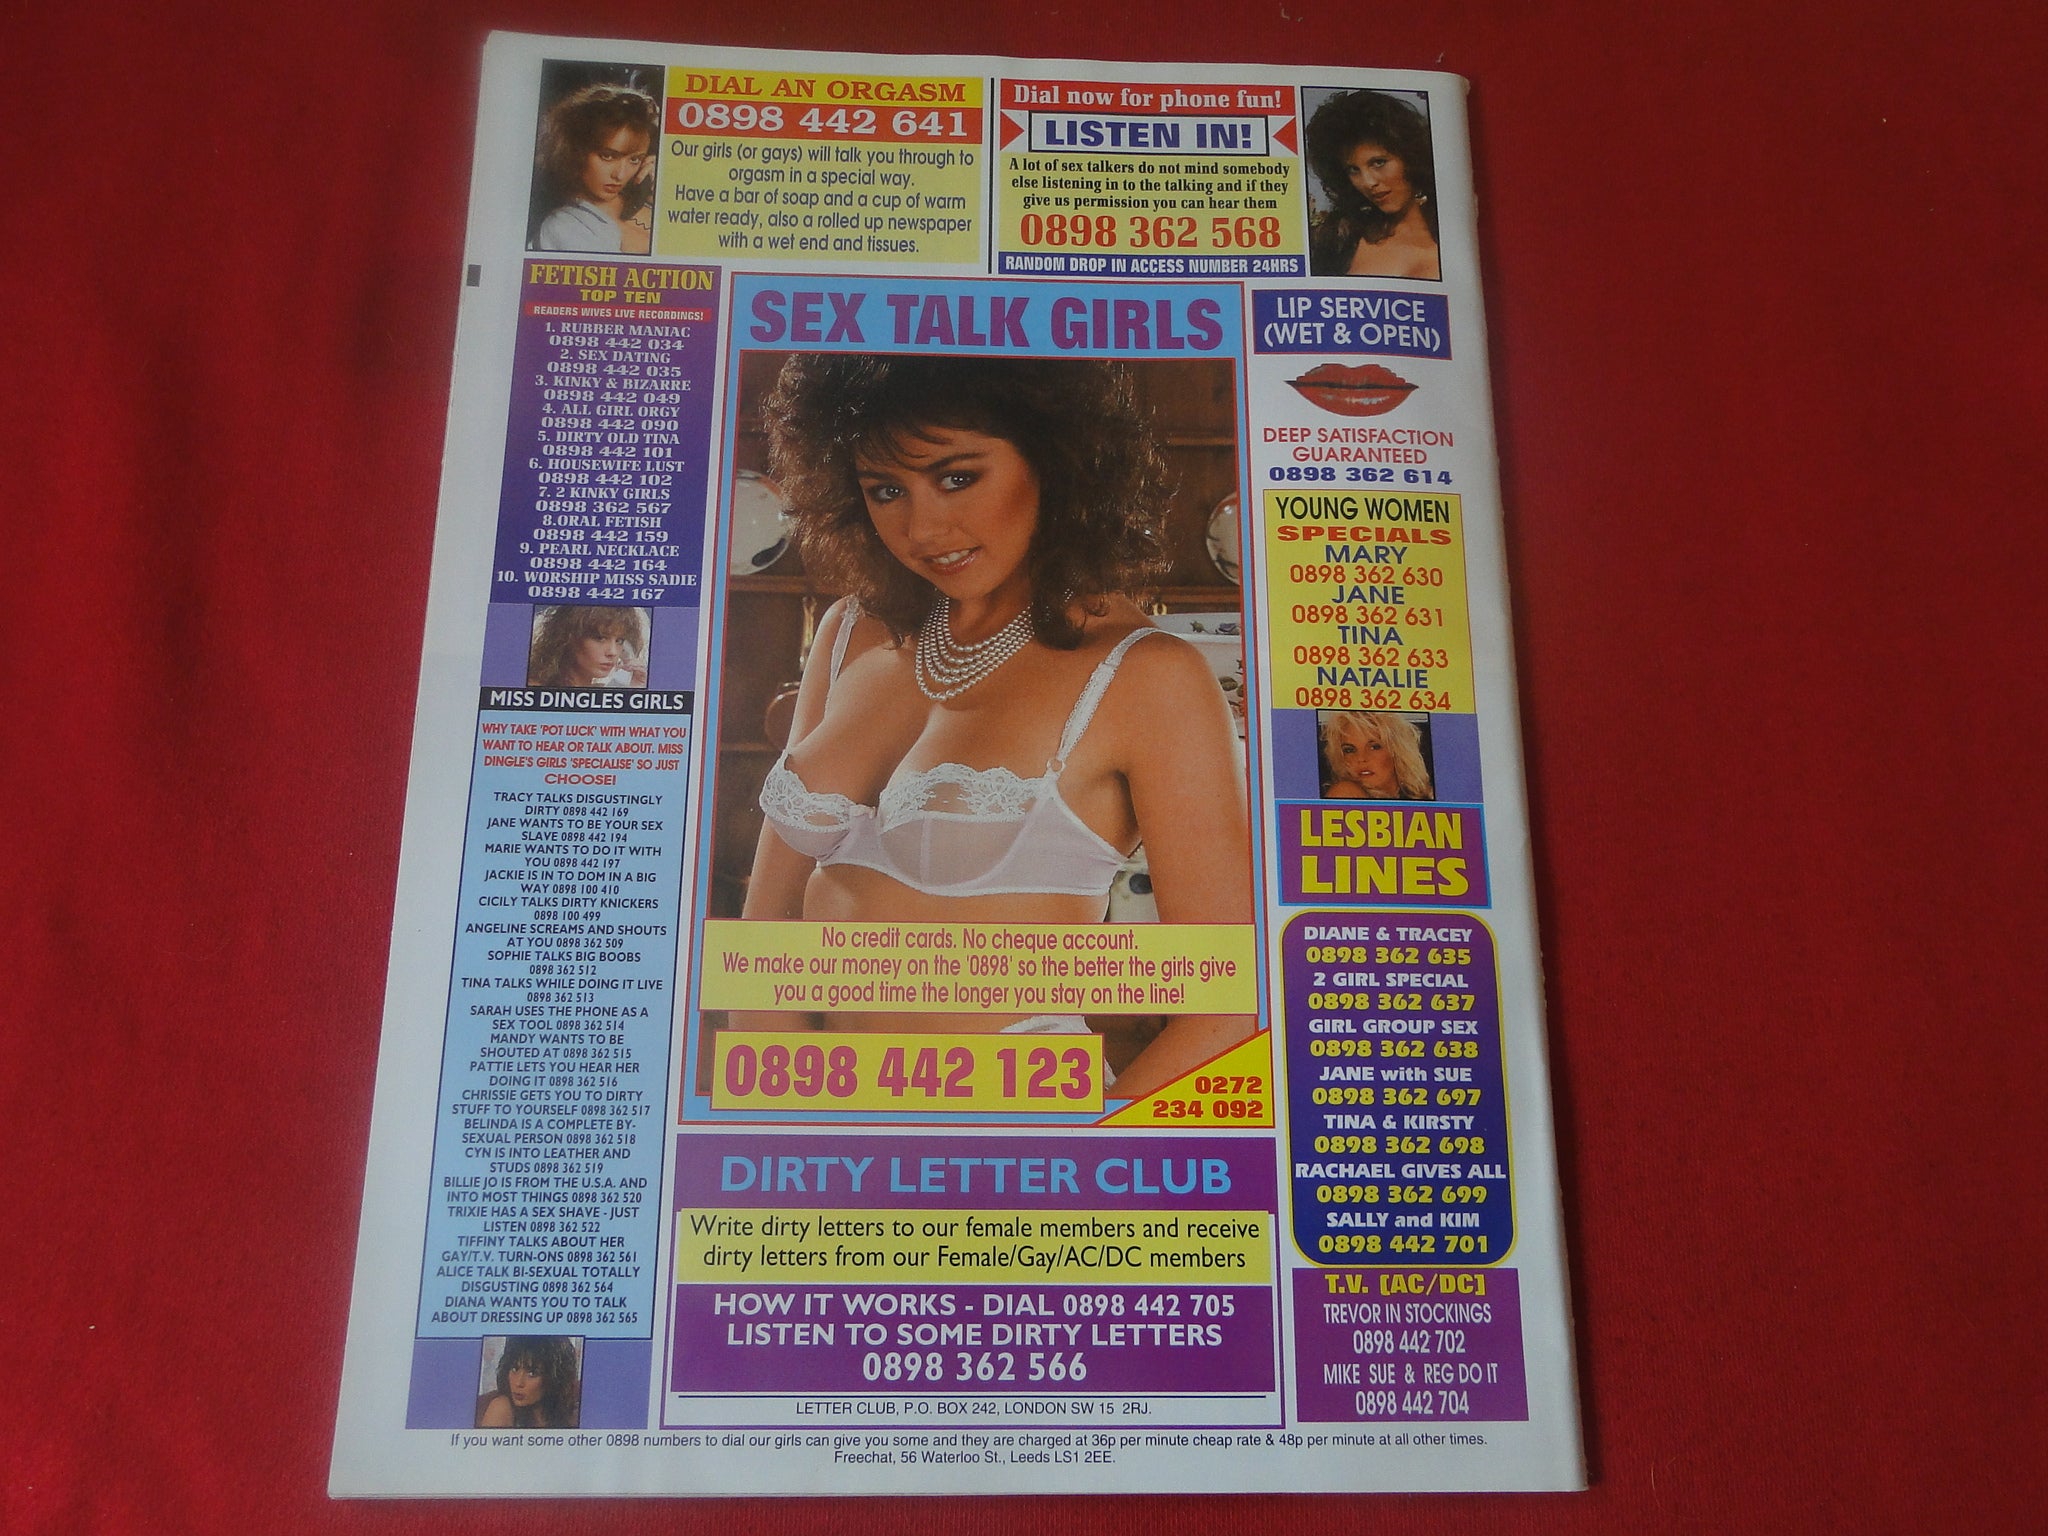 DIAL AN ORGASM
0898 442 641
Our girls (or gays) will talk you through to
orgasm in a special way.
Have a bar of soap and a cup of warm
water ready, also a rolled up newspaper
with a wet end and tissues.
Dial now for phone fun!
LISTEN IN!
A lot of sex talkers do not mind somebody
else listening in to the talking and if they
give us permission you can hear them
0898 362 568
RANDOM DROP IN ACCESS NUMBER 24HRS
FETISH ACTION
TOP TEN
READERS WIVES LIVE RECORDINGS!
1. RUBBER MANIAC
0898 442 034
2. SEX DATING
0898 442 035
3. KINKY & BIZARRE
0898 442 049
4. ALL GIRL ORGY
0898 442 090
5. DIRTY OLD TINA
0898 442 101
6. HOUSEWIFE LUST
0898 442 102
7. 2 KINKY GIRLS
0898 362 567
8.ORAL FETISH
0898 442 159
9. PEARL NECKLACE
0898 442 164
10. WORSHIP MISS SADIE
0898 442 167
MISS DINGLES GIRLS
WHY TAKE 'POT LUCK' WITH WHAT YOU
WANT TO HEAR OR TALK ABOUT. MISS
DINGLE'S GIRLS 'SPECIALISE' SO JUST
CHOOSE!
TRACY TALKS DISGUSTINGLY
DIRTY 0898 442 169
JANE WANTS TO BE YOUR SEX
SLAVE 0898 442 194
MARIE WANTS TO DO IT WITH
YOU 0898 442 197
JACKIE IS IN TO DOM IN A BIG
WAY 0898 100 410
CICILY TALKS DIRTY KNICKERS
0898 100 499
ANGELINE SCREAMS AND SHOUTS
AT YOU 0898 362 509
SOPHIE TALKS BIG BOOBS
0898 362 512
TINA TALKS WHILE DOING IT LIVE
0898 362 513
SARAH USES THE PHONE AS A
SEX TOOL 0898 362 514
MANDY WANTS TO BE
SHOUTED AT 0898 362 515
PATTIE LETS YOU HEAR HER
DOING IT 0898 362 516
CHRISSIE GETS YOU TO DIRTY
STUFF TO YOURSELF 0898 362 517
BELINDA IS A COMPLETE BY-
SEXUAL PERSON 0898 362 518
CYN IS INTO LEATHER AND
STUDS 0898 362 519
BILLIE JO IS FROM THE U.S.A. AND
INTO MOST THINGS 0898 362 520
TRIXIE HAS A SEX SHAVE - JUST
LISTEN 0898 362 522
TIFFINY TALKS ABOUT HER
GAY/T.V. TURN-ONS 0898 362 561
ALICE TALK BI-SEXUAL TOTALLY
DISGUSTING 0898 362 564
DIANA WANTS YOU TO TALK
ABOUT DRESSING UP 0898 362 565
SEX TALK GIRLS
No credit cards. No cheque account.
We make our money on the '0898' so the better the girls give
you a good time the longer you stay on the line!
0898 442 123
0272
234 092
DIRTY LETTER CLUB
Write dirty letters to our female members and receive
dirty letters from our Female/Gay/AC/DC members
HOW IT WORKS - DIAL 0898 442 705
LISTEN TO SOME DIRTY LETTERS
0898 362 566
LETTER CLUB, P.O. BOX 242, LONDON SW 15 2RJ.
LIP SERVICE
(WET & OPEN)
DEEP SATISFACTION
GUARANTEED
0898 362 614
YOUNG WOMEN
SPECIALS
MARY
0898 362 630
JANE
0898 362 631
TINA
0898 362 633
NATALIE
0898 362 634
LESBIAN
LINES
DIANE & TRACEY
0898 362 635
2 GIRL SPECIAL
0898 362 637
GIRL GROUP SEX
0898 362 638
JANE with SUE
0898 362 697
TINA & KIRSTY
0898 362 698
RACHAEL GIVES ALL
0898 362 699
SALLY and KIM
0898 442 701
T.V. [AC/DC]
TREVOR IN STOCKINGS
0898 442 702
MIKE SUE & REG DO IT
0898 442 704
If you want some other 0898 numbers to dial our girls can give you some and they are charged at 36p per minute cheap rate & 48p per minute at all other times.
Freechat, 56 Waterloo St., Leeds LS1 2EE.